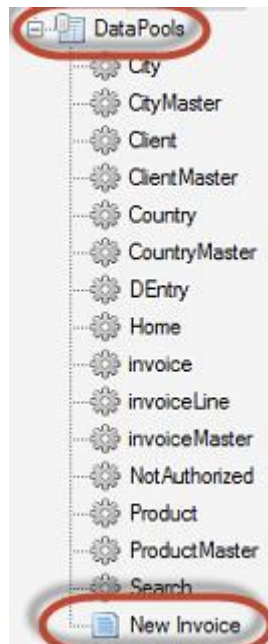 DataPools
City
CityMaster
Client
ClientMaster
Country
CountryMaster
DEntry
Home
invoice
invoiceLine
invoiceMaster
NotAuthorized
Product
ProductMaster
Search
New Invoice